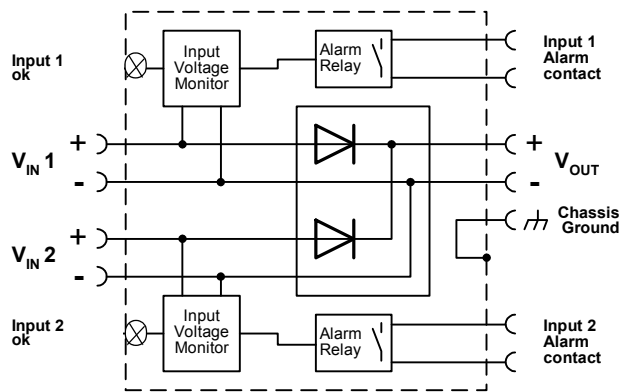 Input 1
ok
Input
Voltage
Monitor
Alarm
Relay
Input 1
Alarm
contact
VIN 1
+
-
+
-
VOUT
VIN 2
+
-
Chassis
Ground
Input 2
ok
Input
Voltage
Monitor
Alarm
Relay
Input 2
Alarm
contact